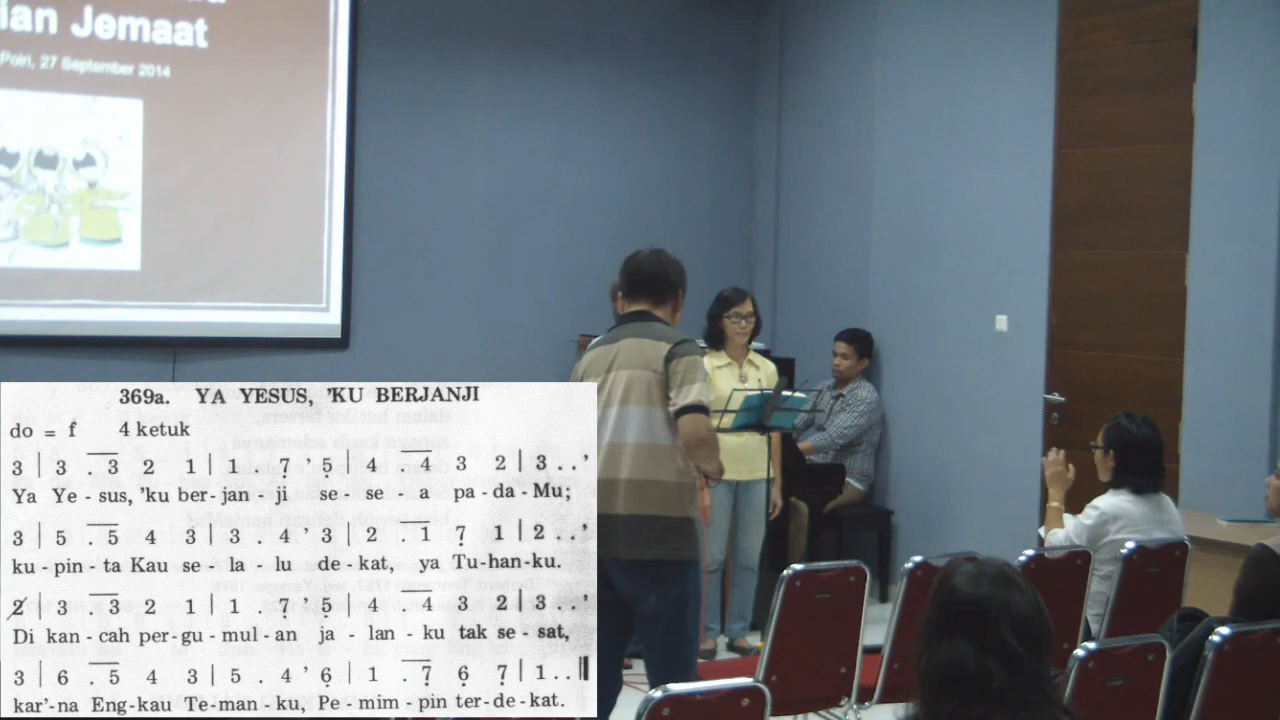 ian Jemaat
Polri, 27 September 2014
369a. YA YESUS, 'KU BERJANJI
do = f 4 ketuk
3 | 3 . 3 2 1 | 1 . 7 ' 5 | 4 4 3 2 | 3 . . '
Ya Ye - sus, 'ku ber - jan - ji se - se - a pa - da - Mu;
3 | 5 . 5 4 3 | 3 . 4 ' 3 | 2 . 1 7 1 | 2 . . '
ku - pin - ta Kau se - la - lu de - kat, ya Tu - han - ku.
2 | 3 . 3 2 1 | 1 . 7 ' 5 | 4 4 3 2 | 3 . . '
Di kan - cah per - gu - mul - an ja - lan - ku tak se - sat,
3 | 6 . 5 4 3 | 5 . 4 ' 6 | 1 . 7 6 7 | 1 . . ||
kar'-na Eng - kau Te - man - ku, Pe - mim - pin ter - de - kat.